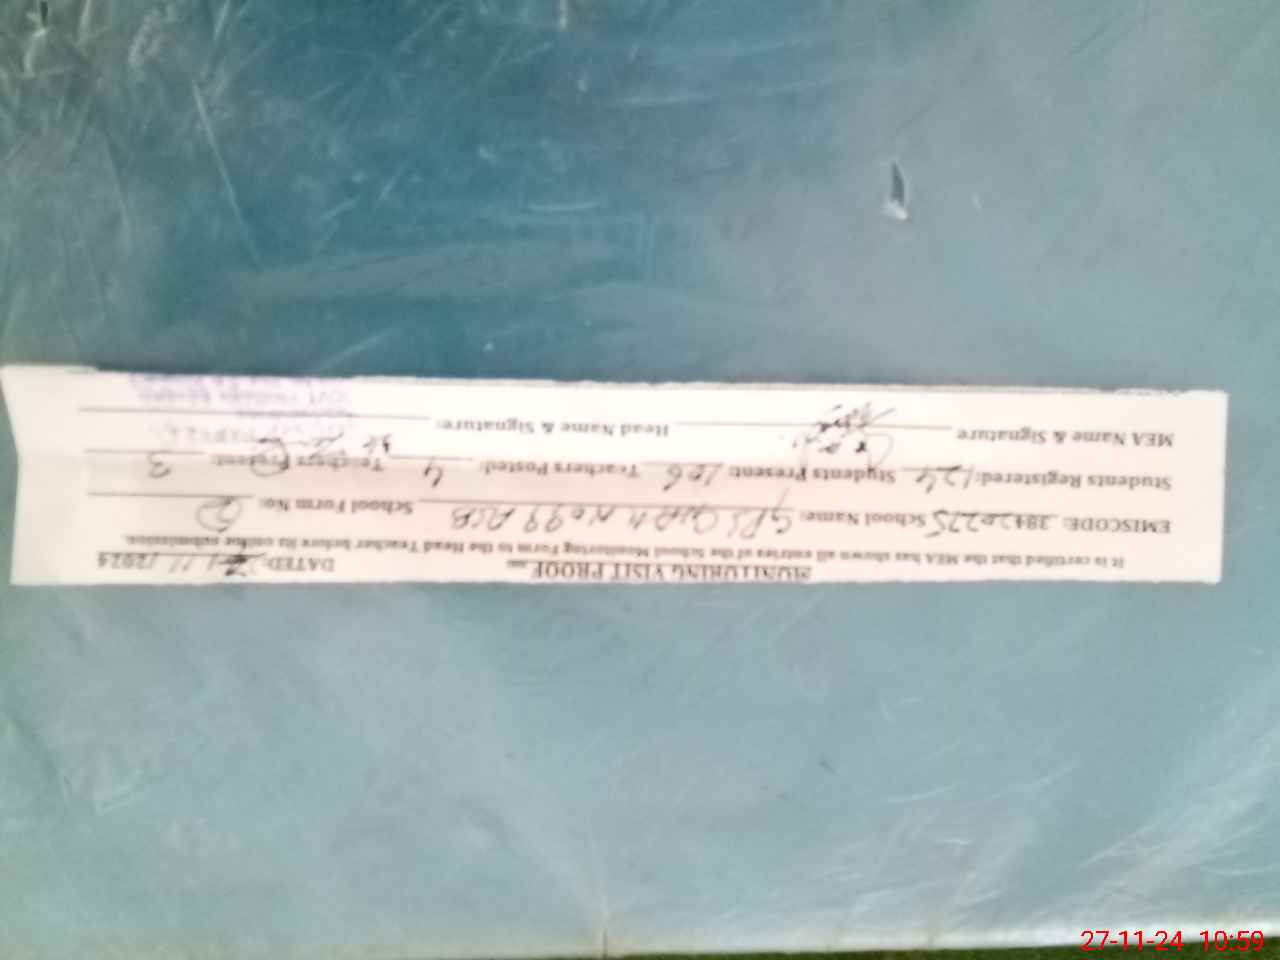 MONITORING VISIT PROOF
DATED: 27/11/2024
It is certified that the MEA has shown all entries of the School Monitoring Form to the Head Teacher before its online submission.
EMISCODE: 38420275 School Name: GPS No 99 School Form No:
Students Registered: 124 Students Present: 106 Teachers Posted: 4 Teachers Present: 3
MEA Name & Signature Head Name & Signature:
27-11-24 10:59